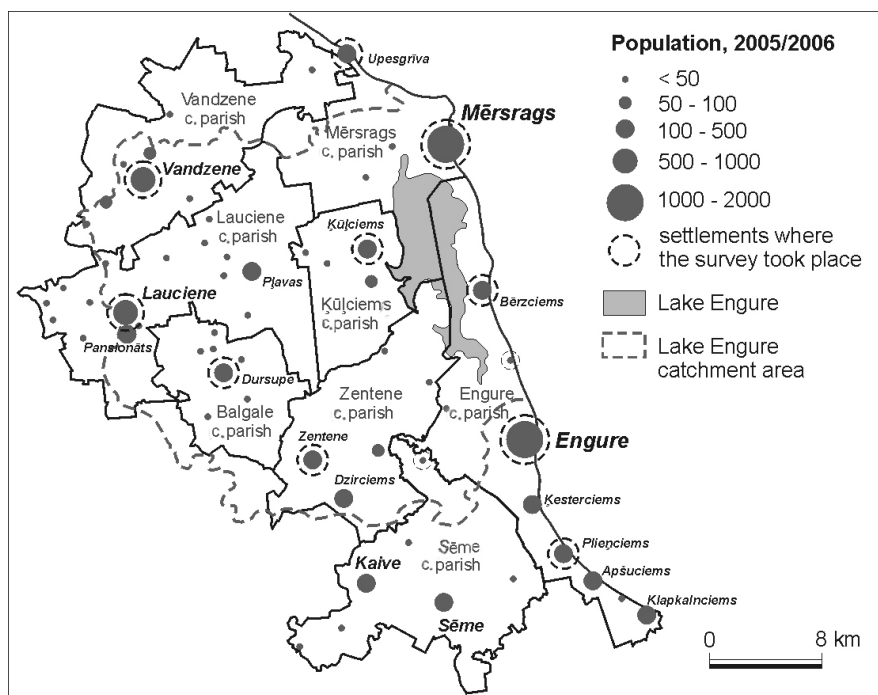 Population, 2005/2006
< 50
50 - 100
100 - 500
500 - 1000
1000 - 2000
settlements where
the survey took place
Lake Engure
Lake Engure
catchment area
Upesgrīva
Vandzene
c. parish
Mērsrags
Mērsrags
c. parish
Vandzene
Lauciene
c. parish
Ķūļciems
Pļavas
Bērzciems
Lauciene
Ķūļciems
c. parish
Pansionāts
Dursupe
Zentene
c. parish
Engure
c. parish
Balgale
c. parish
Zentene
Engure
Dzirciems
Ķesterciems
Plieņciems
Sēme
c. parish
Kaive
Apšuciems
Klapkalnciems
Sēme
0 8 km